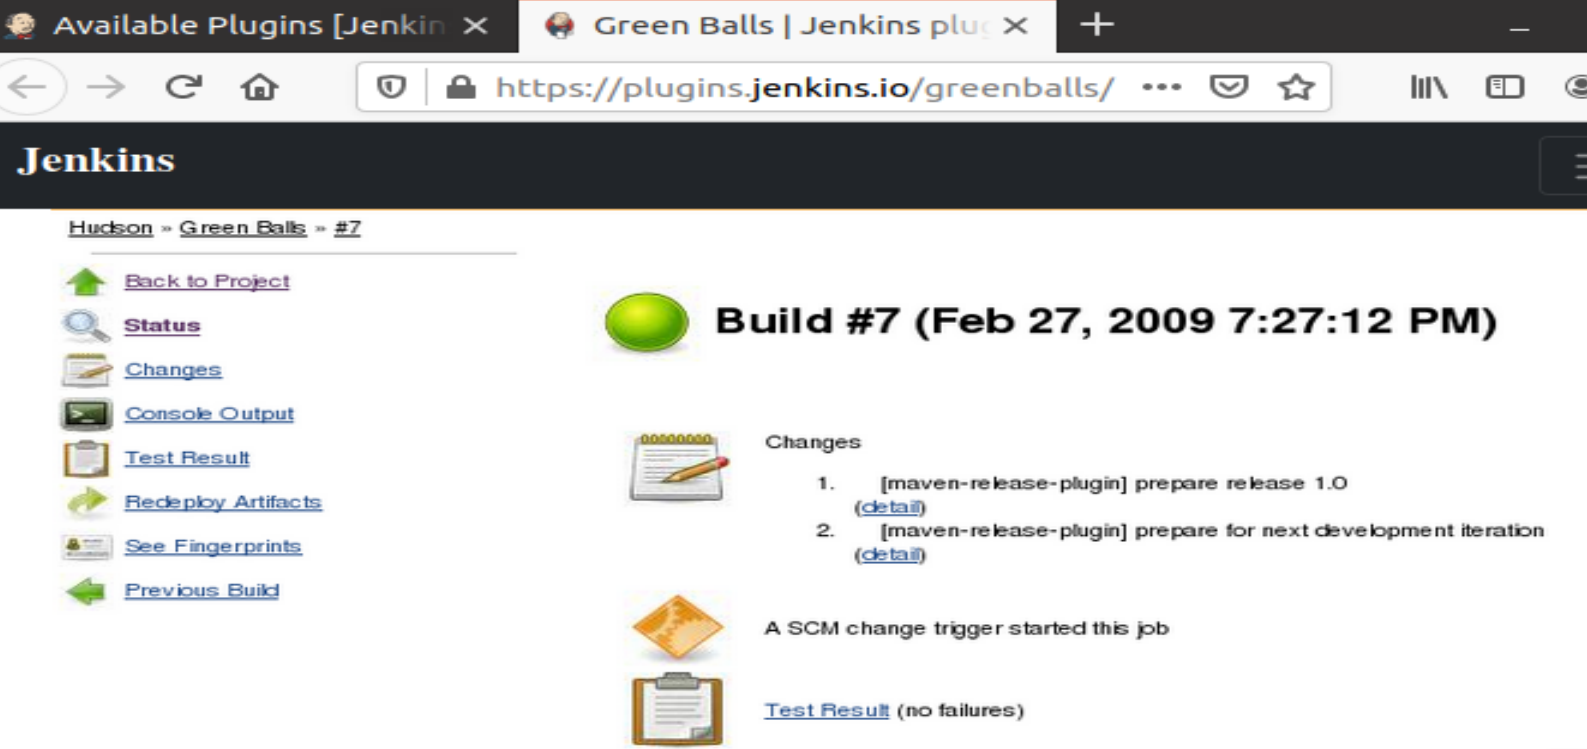 Available Plugins [Jenkin
Green Balls | Jenkins plug
https://plugins.jenkins.io/greenballs/
Jenkins
Hudson » Green Balls » #7
Back to Project
Status
Changes
Console Output
Test Result
Redeploy Artifacts
See Fingerprints
Previous Build
Build #7 (Feb 27, 2009 7:27:12 PM)
Changes
1. [maven-release-plugin] prepare release 1.0
(detail)
2. [maven-release-plugin] prepare for next development iteration
(detail)
A SCM change trigger started this job
Test Result (no failures)